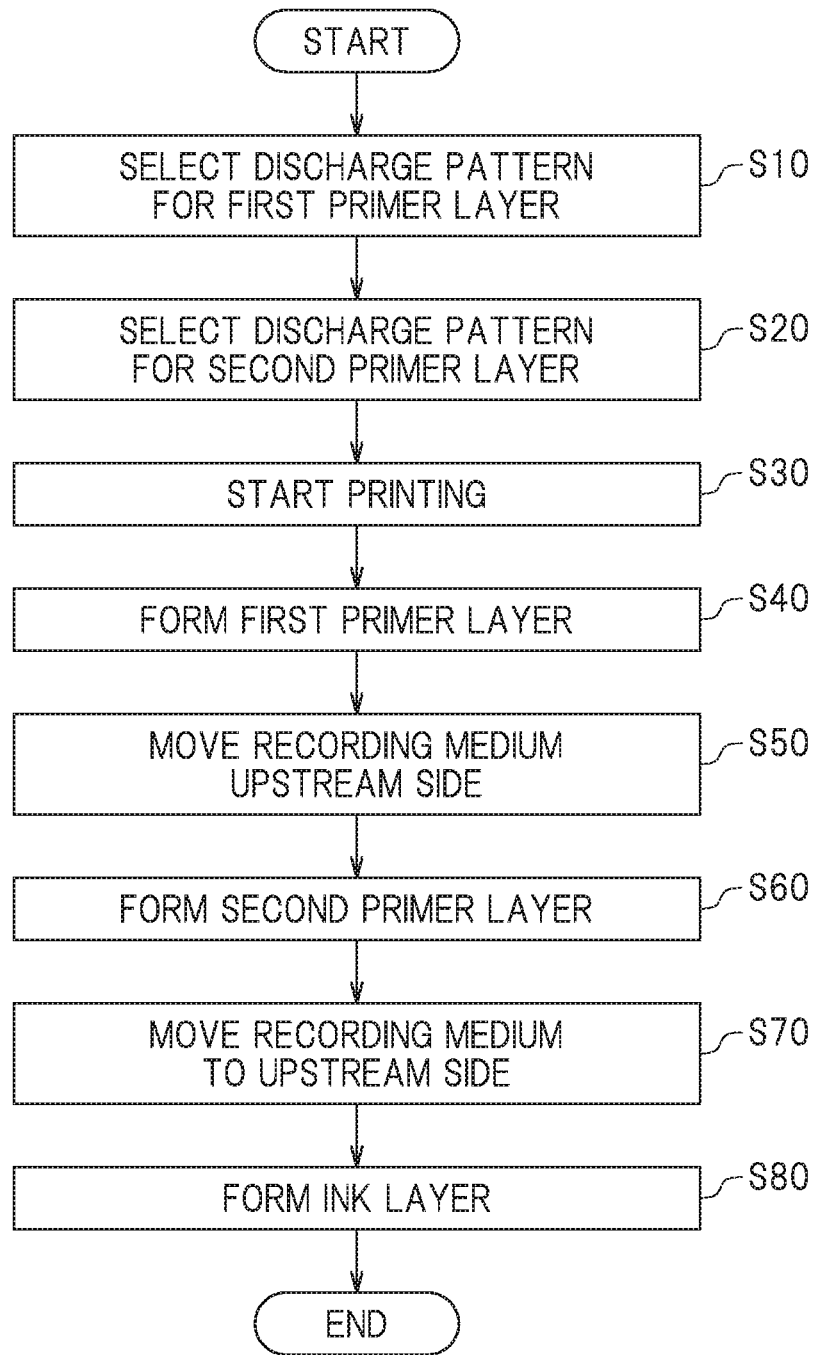 START
SELECT DISCHARGE PATTERN
FOR FIRST PRIMER LAYER
S10
SELECT DISCHARGE PATTERN
FOR SECOND PRIMER LAYER
S20
START PRINTING
S30
FORM FIRST PRIMER LAYER
S40
MOVE RECORDING MEDIUM
UPSTREAM SIDE
S50
FORM SECOND PRIMER LAYER
S60
MOVE RECORDING MEDIUM
TO UPSTREAM SIDE
S70
FORM INK LAYER
S80
END